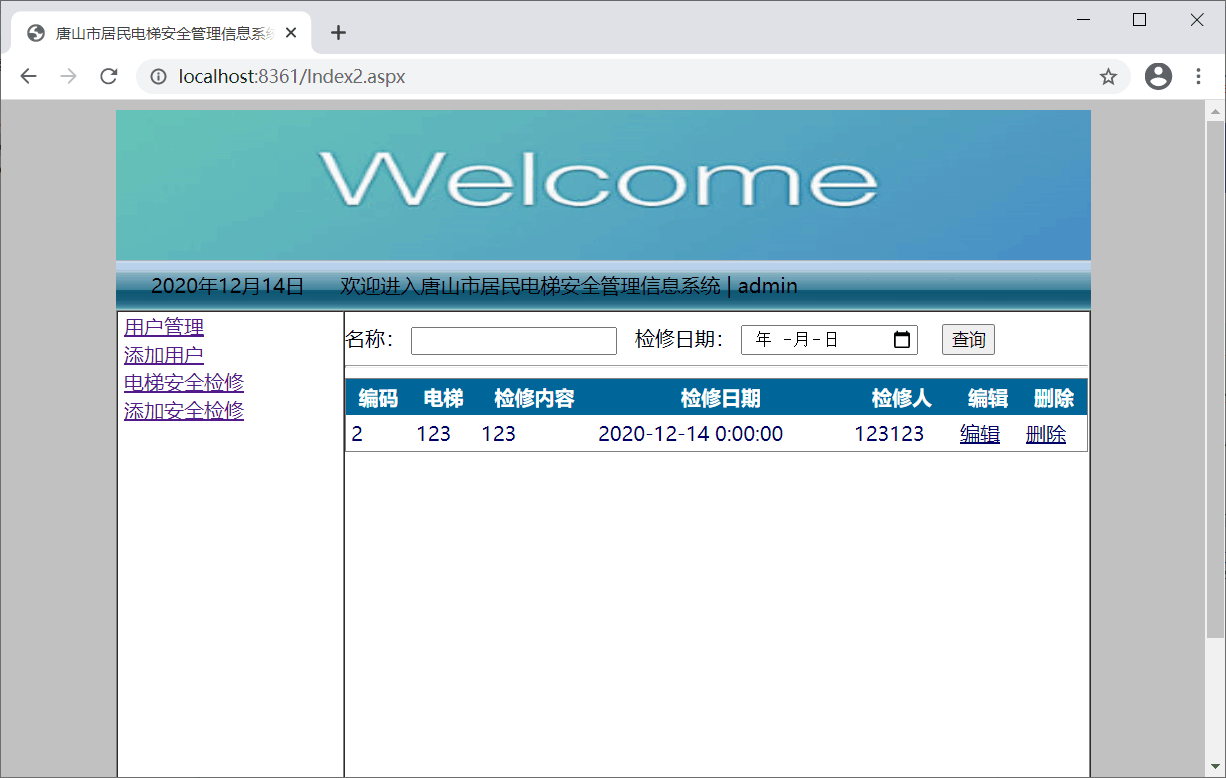 唐山市居民电梯安全管理信息系统
localhost:8361/Index2.aspx
Welcome
2020年12月14日 欢迎进入唐山市居民电梯安全管理信息系统 | admin
用户管理
添加用户
电梯安全检修
添加安全检修
名称： 检修日期： 年 -月-日 查询
编码 电梯 检修内容 检修日期 检修人 编辑 删除
2 123 123 2020-12-14 0:00:00 123123 编辑 删除